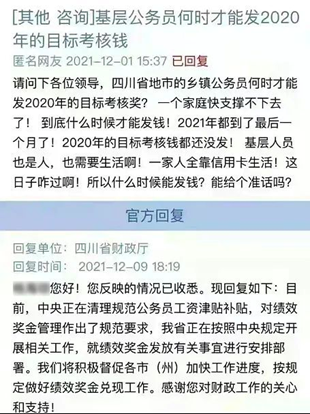 [其他 咨询]基层公务员何时才能发2020
年的目标考核钱
匿名网友 2021-12-01 15:37 已回复
请问下各位领导，四川省地市的乡镇公务员何时才
能发2020年的目标考核奖？ 一个家庭快支撑不下去
了！ 到底什么时候才能发钱！2021年都到了最后一
个月了！2020年的目标考核钱都还没发！ 基层人员
也是人，也需要生活啊！一家人全靠信用卡生活！这
日子咋过啊！所以什么时候能发钱？能给个准话吗？
官方回复
回复单位：四川省财政厅
回复时间： 2021-12-09 18:19
您好！您反映的情况已收悉。现回复如下：目
前，中央正在清理规范公务员工资津贴补贴，对绩效
奖金管理作出了规范要求，我省正在按照中央规定开
展相关工作，就绩效奖金发放有关事宜进行安排部
署。我们将积极督促各市（州）加快工作进度，按规
定做好绩效奖金兑现工作。感谢您对财政工作的关心
和支持！